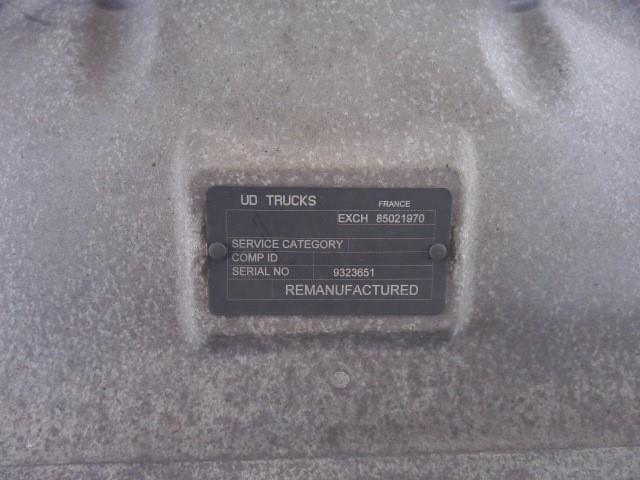 UD TRUCKS FRANCE
EXCH 85021970
SERVICE CATEGORY
COMP ID
SERIAL NO 9323651
REMANUFACTURED